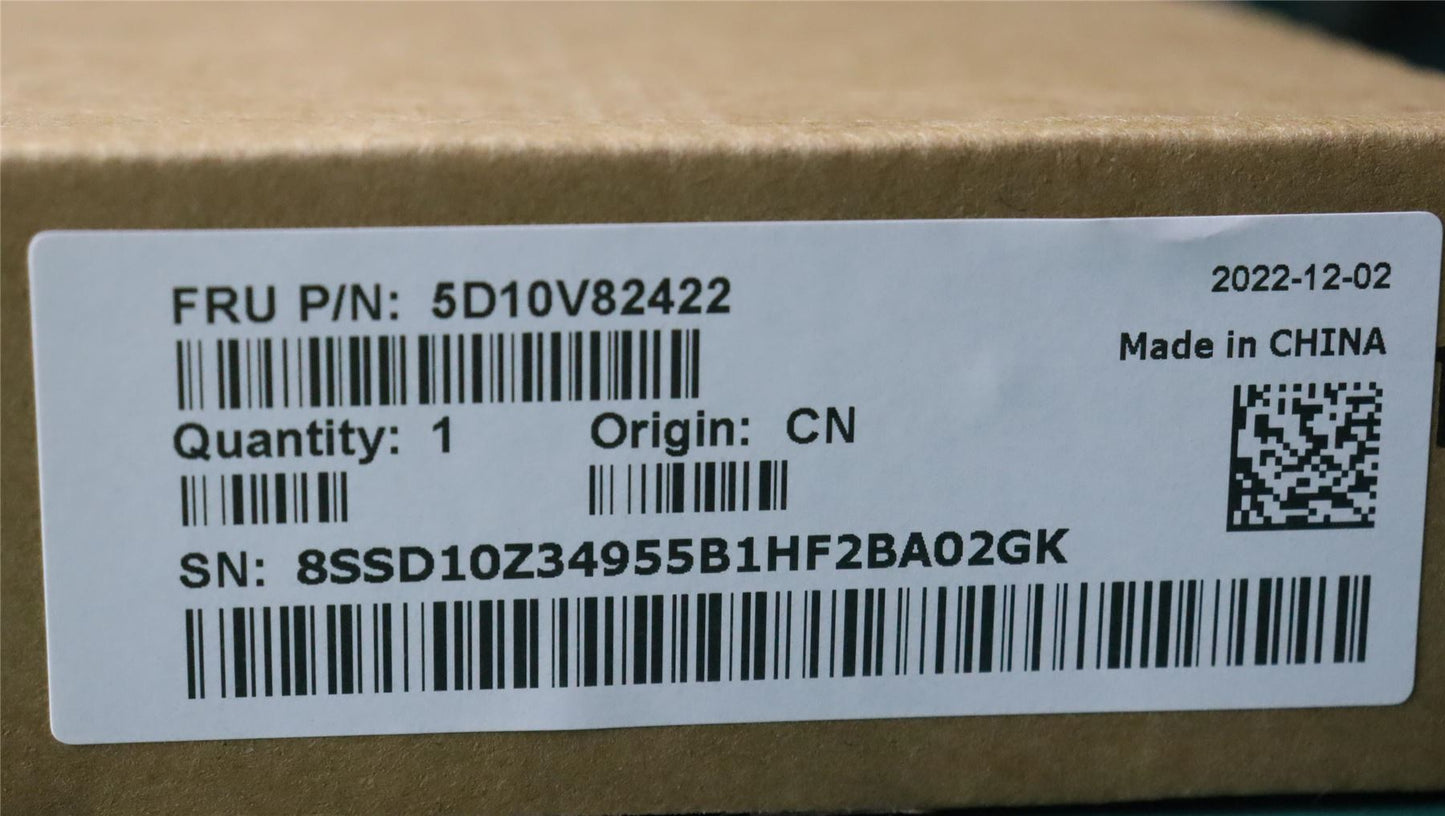 FRU P/N: 5D10V82422
2022-12-02
Made in CHINA
Quantity: 1
Origin: CN
SN: 8SSD10Z34955B1HF2BA02GK